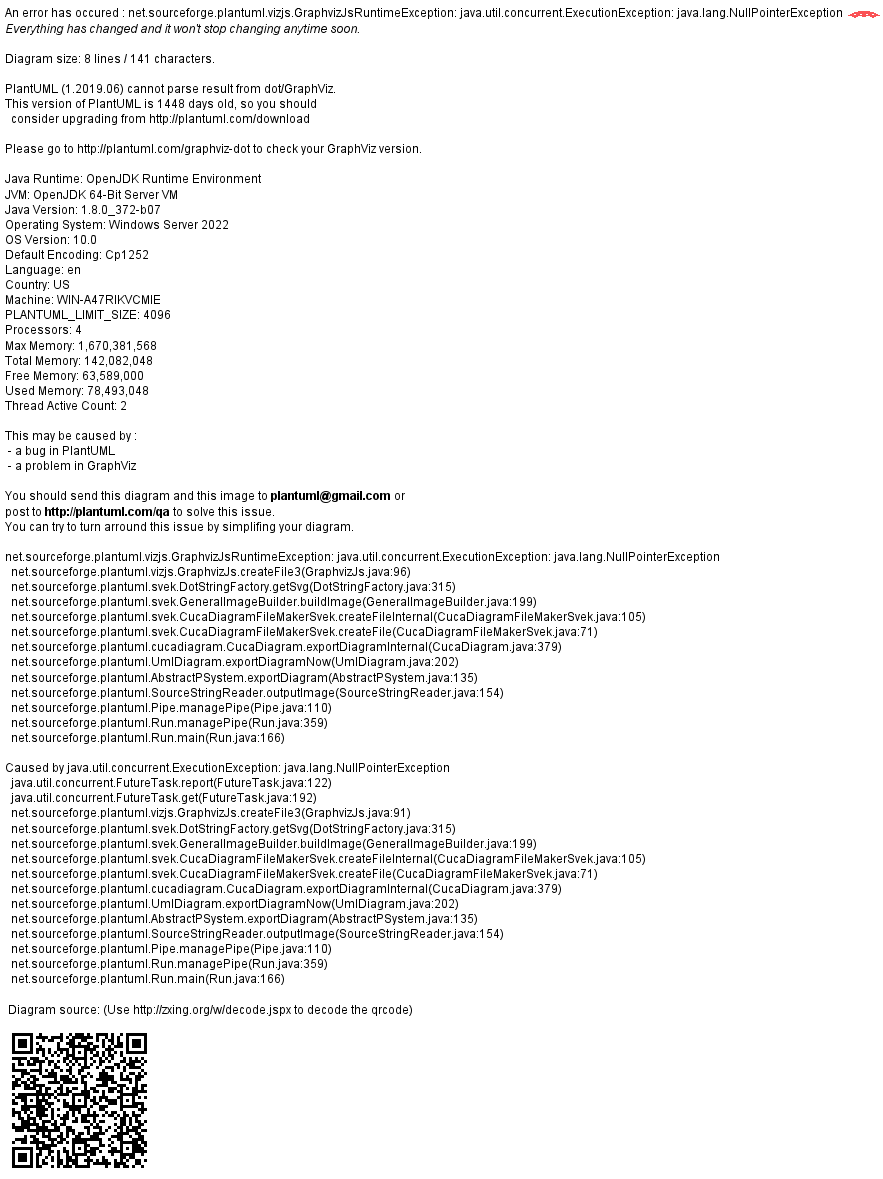 An error has occured : net.sourceforge.plantuml.vizjs.GraphvizJsRuntimeException: java.util.concurrent.ExecutionException: java.lang.NullPointerException
Everything has changed and it won't stop changing anytime soon.
Diagram size: 8 lines / 141 characters.
PlantUML (1.2019.06) cannot parse result from dot/GraphViz.
This version of PlantUML is 1448 days old, so you should
consider upgrading from http://plantuml.com/download
Please go to http://plantuml.com/graphviz-dot to check your GraphViz version.
Java Runtime: OpenJDK Runtime Environment
JVM: OpenJDK 64-Bit Server VM
Java Version: 1.8.0_372-b07
Operating System: Windows Server 2022
OS Version: 10.0
Default Encoding: Cp1252
Language: en
Country: US
Machine: WIN-A47RIKVCMIE
PLANTUML_LIMIT_SIZE: 4096
Processors: 4
Max Memory: 1,670,381,568
Total Memory: 142,082,048
Free Memory: 63,589,000
Used Memory: 78,493,048
Thread Active Count: 2
This may be caused by :
- a bug in PlantUML
- a problem in GraphViz
You should send this diagram and this image to plantuml@gmail.com or
post to http://plantuml.com/qa to solve this issue.
You can try to turn arround this issue by simplifing your diagram.
net.sourceforge.plantuml.vizjs.GraphvizJsRuntimeException: java.util.concurrent.ExecutionException: java.lang.NullPointerException
net.sourceforge.plantuml.vizjs.GraphvizJs.createFile3(GraphvizJs.java:96)
net.sourceforge.plantuml.svek.DotStringFactory.getSvg(DotStringFactory.java:315)
net.sourceforge.plantuml.svek.GeneralImageBuilder.buildImage(GeneralImageBuilder.java:199)
net.sourceforge.plantuml.svek.CucaDiagramFileMakerSvek.createFileInternal(CucaDiagramFileMakerSvek.java:105)
net.sourceforge.plantuml.svek.CucaDiagramFileMakerSvek.createFile(CucaDiagramFileMakerSvek.java:71)
net.sourceforge.plantuml.cucadiagram.CucaDiagram.exportDiagramInternal(CucaDiagram.java:379)
net.sourceforge.plantuml.UmlDiagram.exportDiagramNow(UmlDiagram.java:202)
net.sourceforge.plantuml.AbstractPSystem.exportDiagram(AbstractPSystem.java:135)
net.sourceforge.plantuml.SourceStringReader.outputImage(SourceStringReader.java:154)
net.sourceforge.plantuml.Pipe.managePipe(Pipe.java:110)
net.sourceforge.plantuml.Run.managePipe(Run.java:359)
net.sourceforge.plantuml.Run.main(Run.java:166)
Caused by java.util.concurrent.ExecutionException: java.lang.NullPointerException
java.util.concurrent.FutureTask.report(FutureTask.java:122)
java.util.concurrent.FutureTask.get(FutureTask.java:192)
net.sourceforge.plantuml.vizjs.GraphvizJs.createFile3(GraphvizJs.java:91)
net.sourceforge.plantuml.svek.DotStringFactory.getSvg(DotStringFactory.java:315)
net.sourceforge.plantuml.svek.GeneralImageBuilder.buildImage(GeneralImageBuilder.java:199)
net.sourceforge.plantuml.svek.CucaDiagramFileMakerSvek.createFileInternal(CucaDiagramFileMakerSvek.java:105)
net.sourceforge.plantuml.svek.CucaDiagramFileMakerSvek.createFile(CucaDiagramFileMakerSvek.java:71)
net.sourceforge.plantuml.cucadiagram.CucaDiagram.exportDiagramInternal(CucaDiagram.java:379)
net.sourceforge.plantuml.UmlDiagram.exportDiagramNow(UmlDiagram.java:202)
net.sourceforge.plantuml.AbstractPSystem.exportDiagram(AbstractPSystem.java:135)
net.sourceforge.plantuml.SourceStringReader.outputImage(SourceStringReader.java:154)
net.sourceforge.plantuml.Pipe.managePipe(Pipe.java:110)
net.sourceforge.plantuml.Run.managePipe(Run.java:359)
net.sourceforge.plantuml.Run.main(Run.java:166)
Diagram source: (Use http://zxing.org/w/decode.jspx to decode the qrcode)